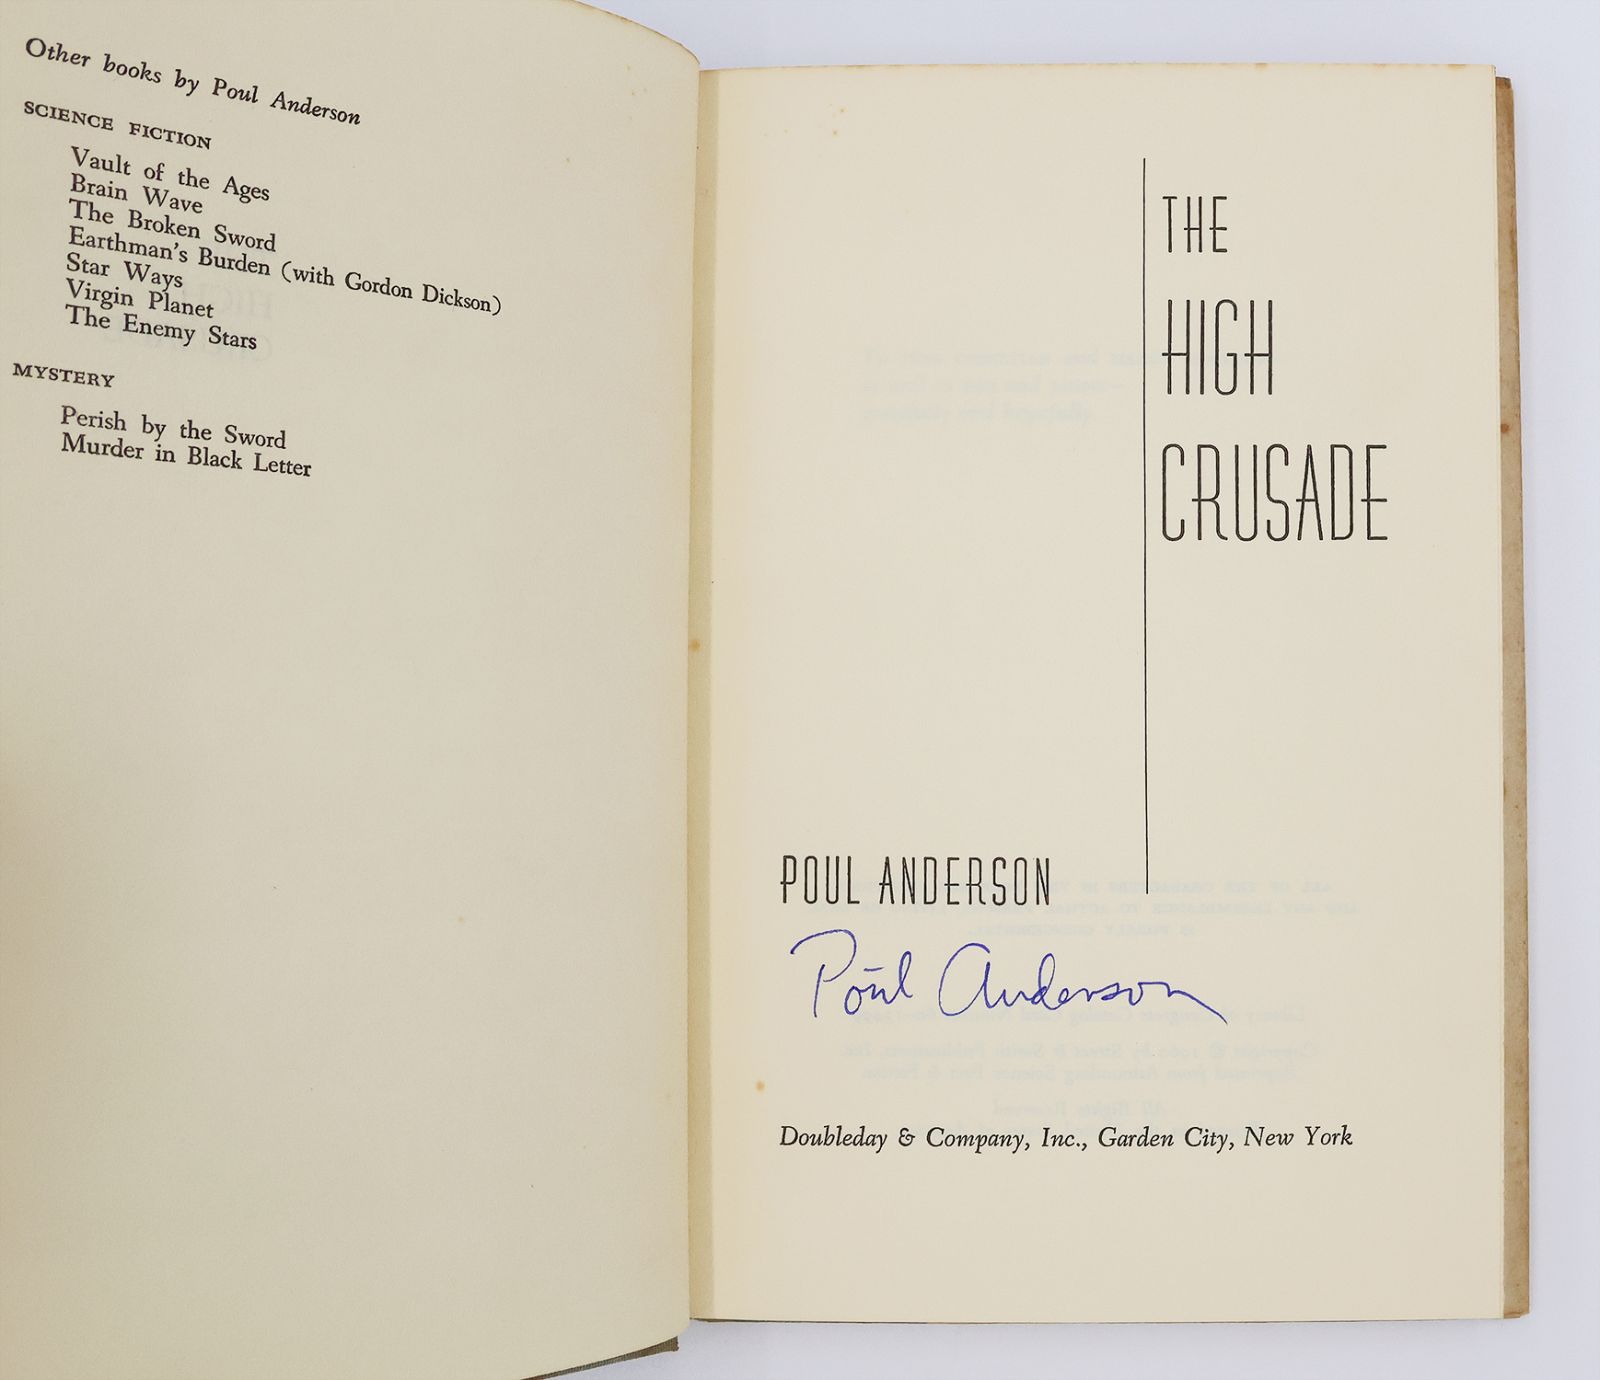 Other books by Poul Anderson
SCIENCE FICTION
Vault of the Ages
Brain Wave
The Broken Sword
Earthman's Burden (with Gordon Dickson)
Star Ways
Virgin Planet
The Enemy Stars
MYSTERY
Perish by the Sword
Murder in Black Letter
THE
HIGH
CRUSADE
POUL ANDERSON
Poul Anderson
Doubleday & Company, Inc., Garden City, New York